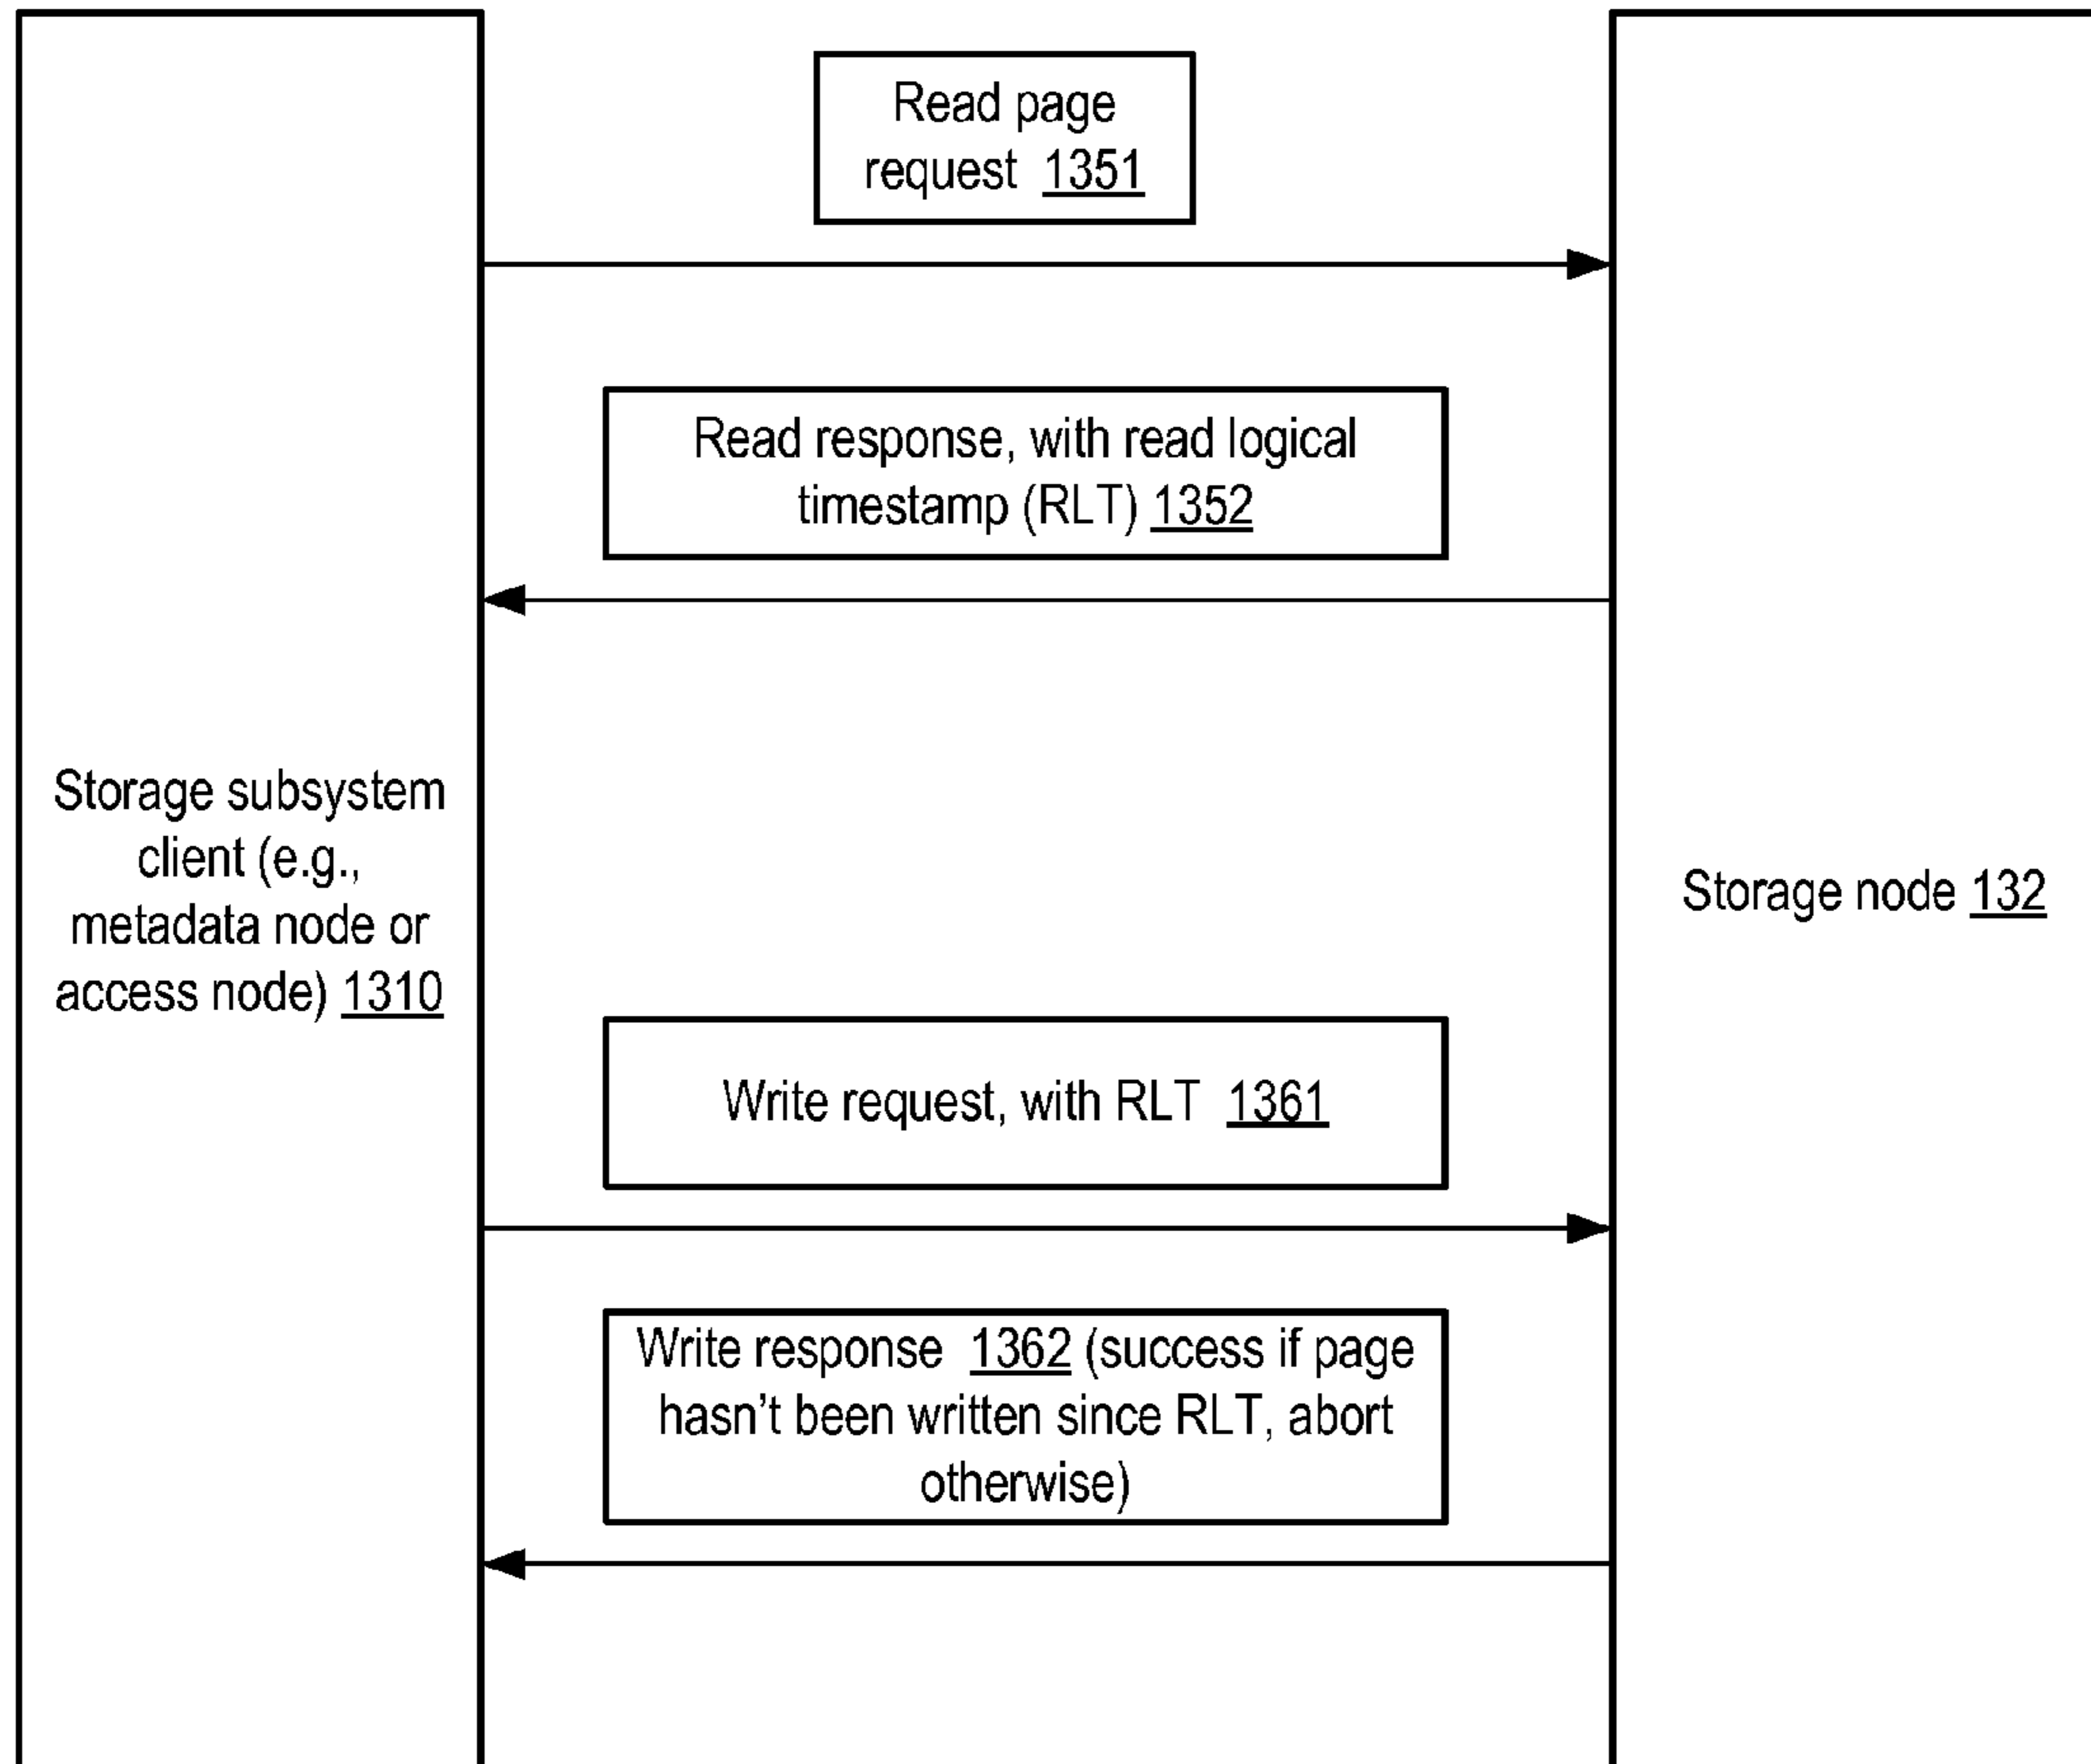 Read page
request 1351
Read response, with read logical
timestamp (RLT) 1352
Storage subsystem
client (e.g.,
metadata node or
access node) 1310
Storage node 132
Write request, with RLT 1361
Write response 1362 (success if page
hasn't been written since RLT, abort
otherwise)